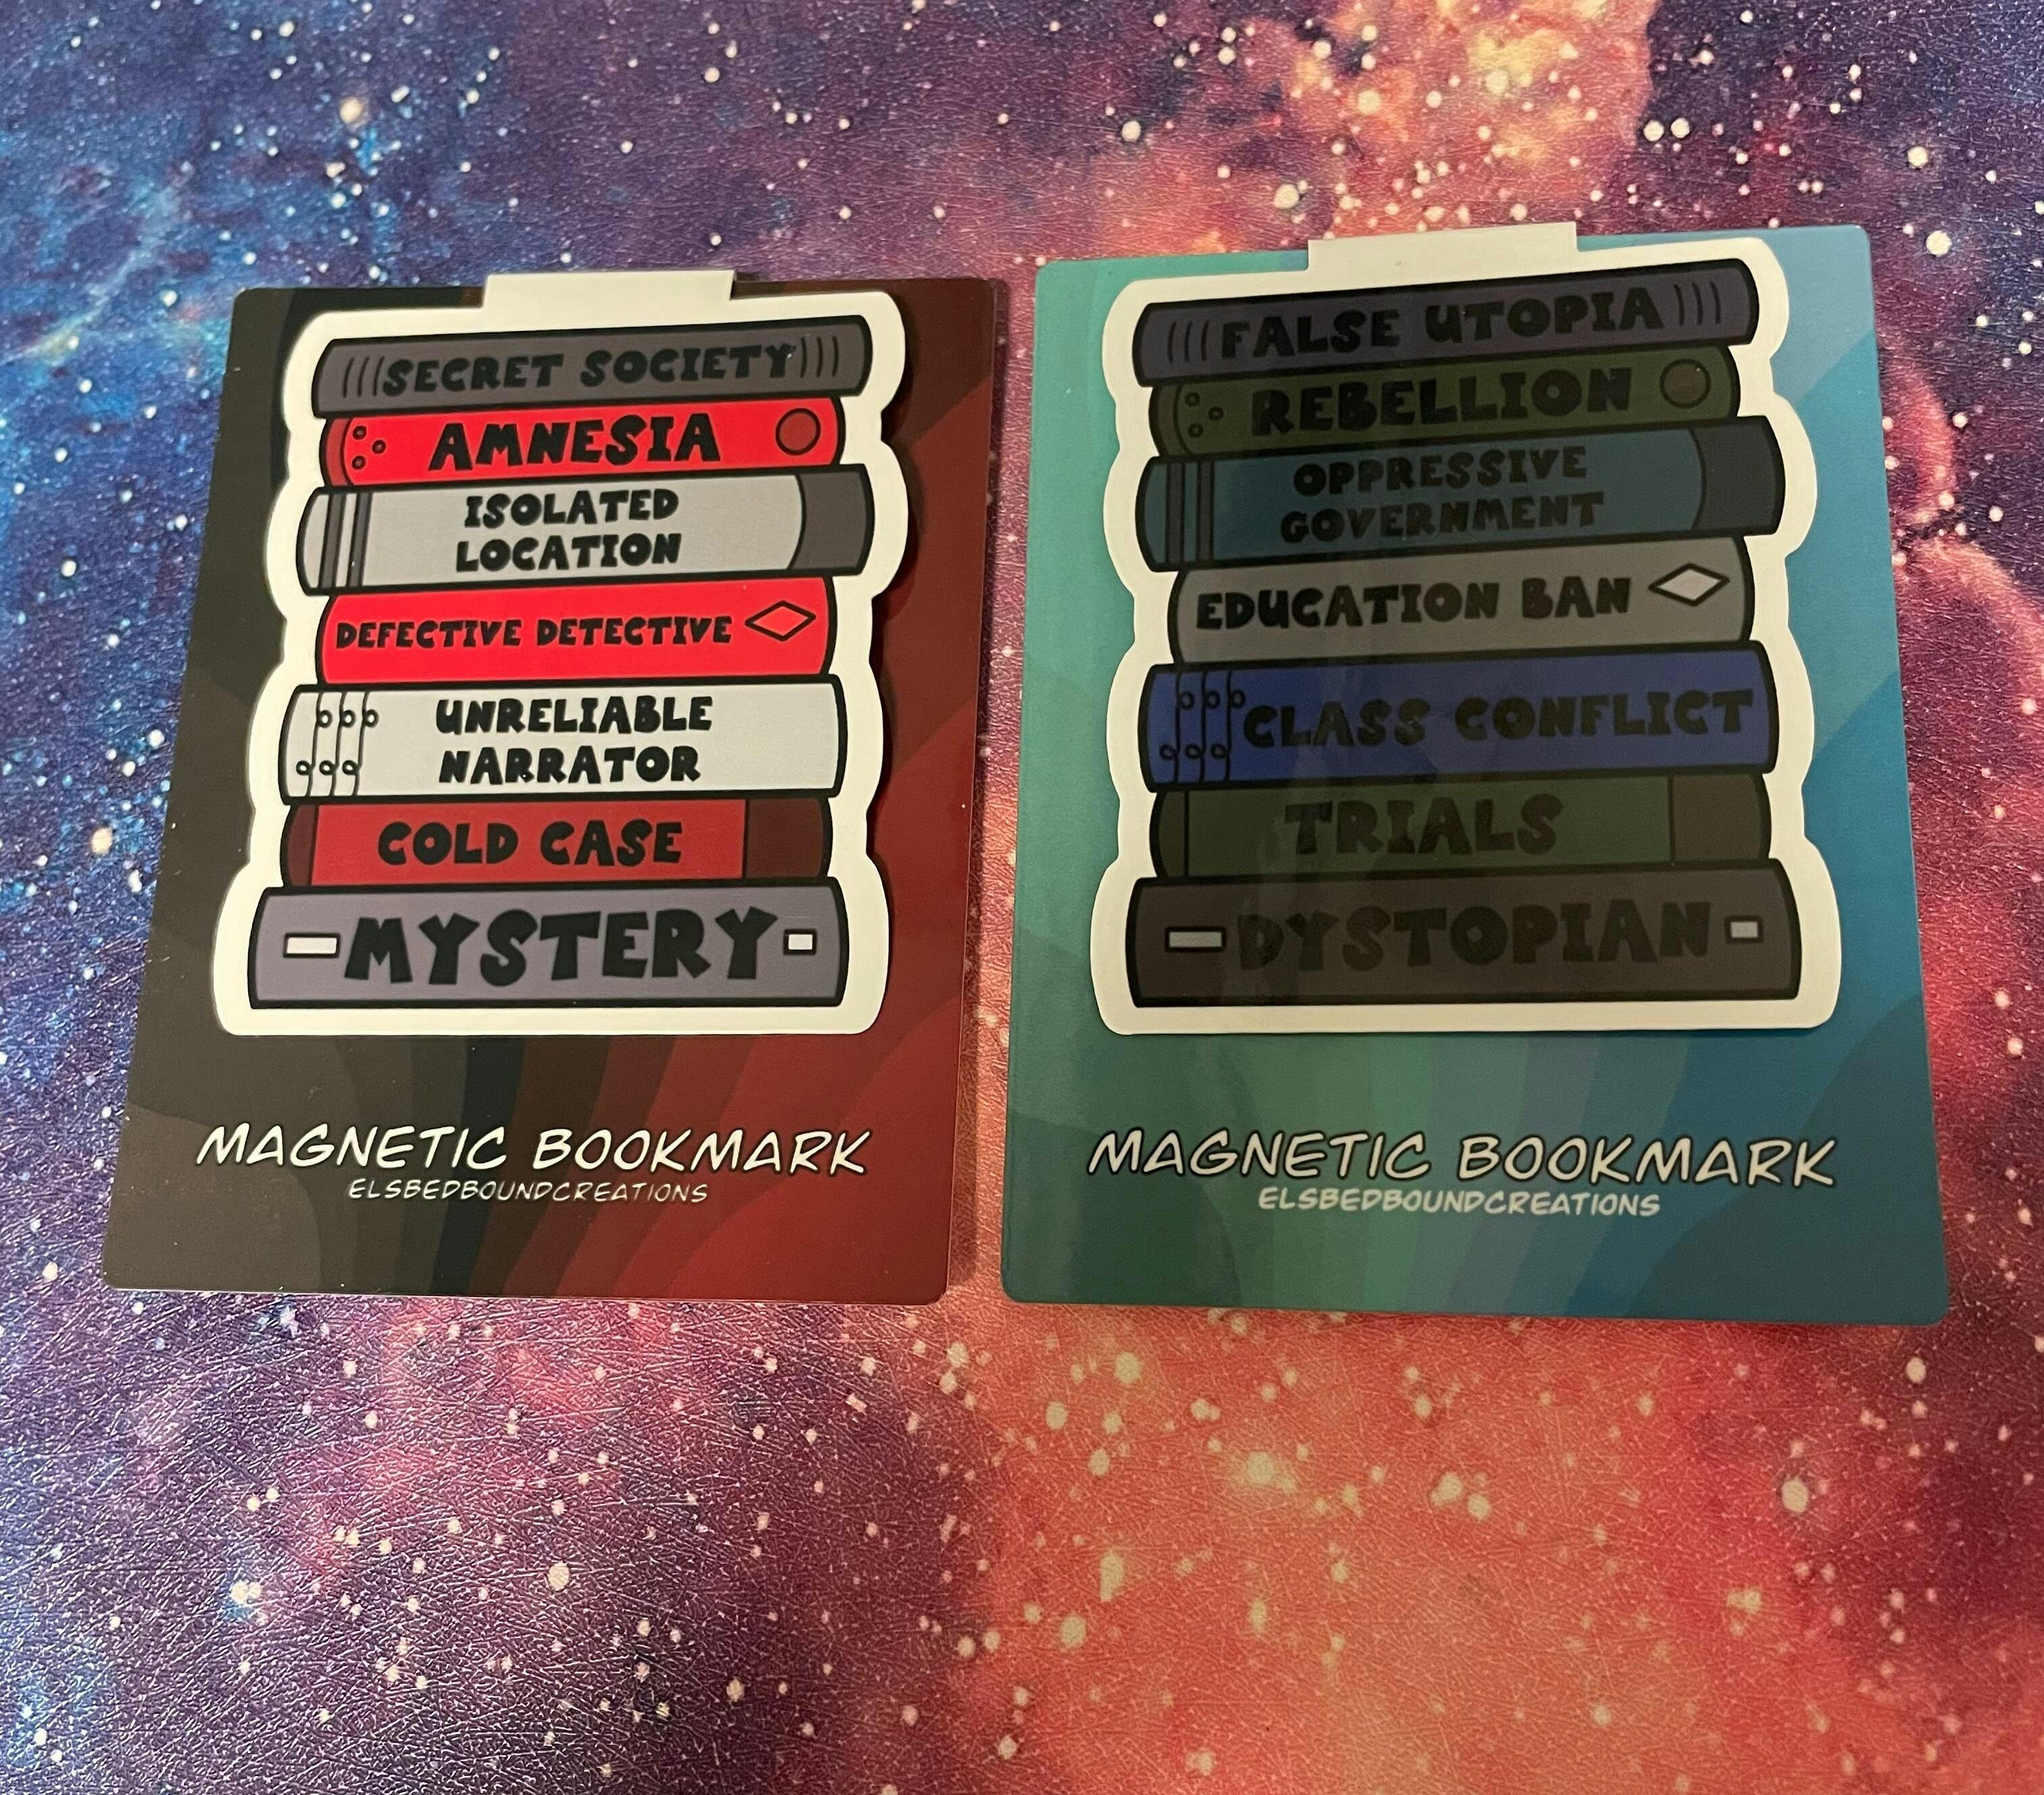 SECRET SOCIETY
AMNESIA
ISOLATED
LOCATION
DEFECTIVE DETECTIVE
UNRELIABLE
NARRATOR
COLD CASE
MYSTERY
MAGNETIC BOOKMARK
ELSBEDBOUNDCREATIONS
FALSE UTOPIA
REBELLION
OPPRESSIVE
GOVERNMENT
EDUCATION BAN
CLASS CONFLICT
TRIALS
DYSTOPIAN
MAGNETIC BOOKMARK
ELSBEDBOUNDCREATIONS